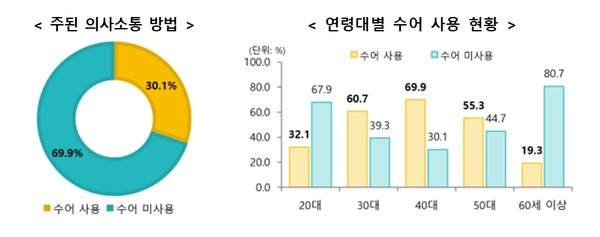 < 주된 의사소통 방법 >
30.1%
69.9%
수어 사용 수어 미사용
< 연령대별 수어 사용 현황 >
(단위: %)
수어 사용 수어 미사용
100.0
80.0
60.0
40.0
20.0
0.0
32.1 67.9
60.7 39.3
69.9 30.1
55.3 44.7
19.3 80.7
20대 30대 40대 50대 60세 이상